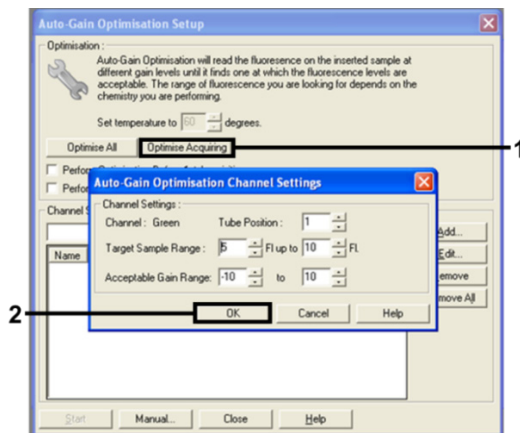 Auto-Gain Optimisation Setup
Optimisation :
Auto-Gain Optimisation will read the fluoresence on the inserted sample at
different gain levels until it finds one at which the fluorescence levels are
acceptable. The range of fluorescence you are looking for depends on the
chemistry you are performing.
Set temperature to 60 degrees.
Optimise All Optimise Acquiring
1
Perfor
Perfor
Auto-Gain Optimisation Channel Settings
Channel Settings :
Channel : Green Tube Position : 1
Target Sample Range : 5 Fl up to 10 Fl.
Acceptable Gain Range: -10 to 10
OK Cancel Help
2
Channel S
Name
Add...
Edit...
emove
move All
Start Manual... Close Help